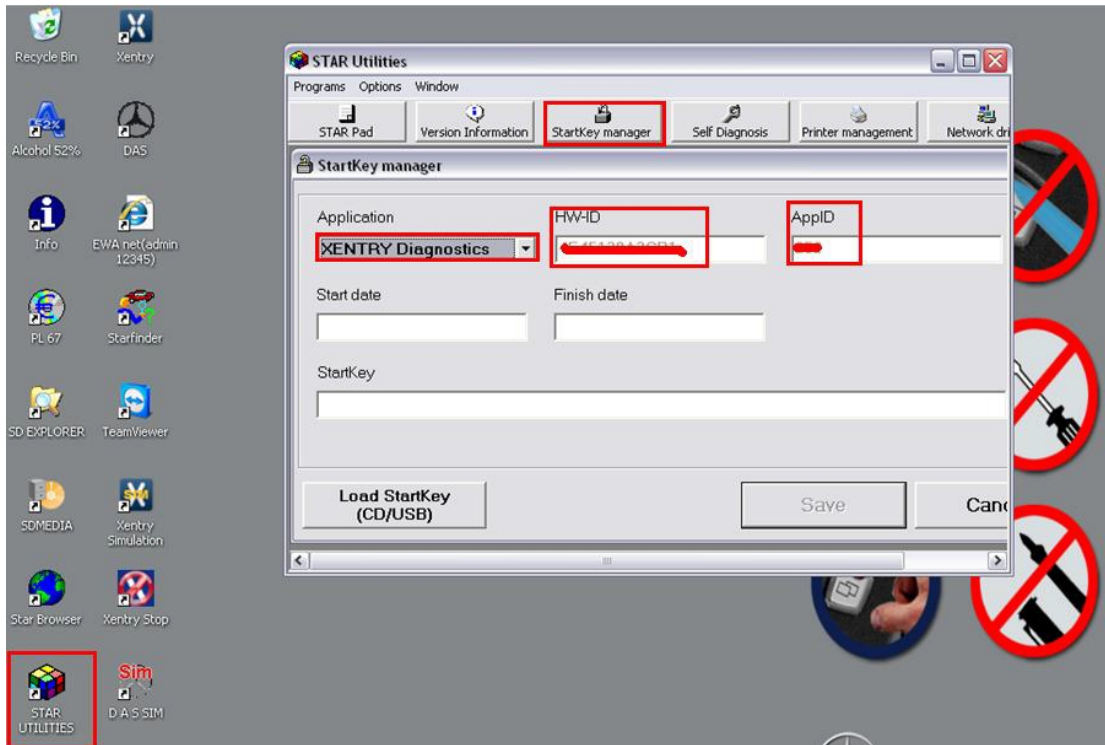 Recycle Bin
Xentry
Alcohol 52%
DAS
Info
EWA net(admin
12345)
PL 67
Starfinder
SD EXPLORER
TeamViewer
SDMEDIA
Xentry
Simulation
Star Browser
Xentry Stop
STAR
UTILITIES
Sim
D A S SIM
STAR Utilities
Programs Options Window
STAR Pad Version Information StartKey manager Self Diagnosis Printer management Network
StartKey manager
Application HW-ID AppID
XENTRY Diagnostics
Start date Finish date
StartKey
Load StartKey
(CD/USB)
Save